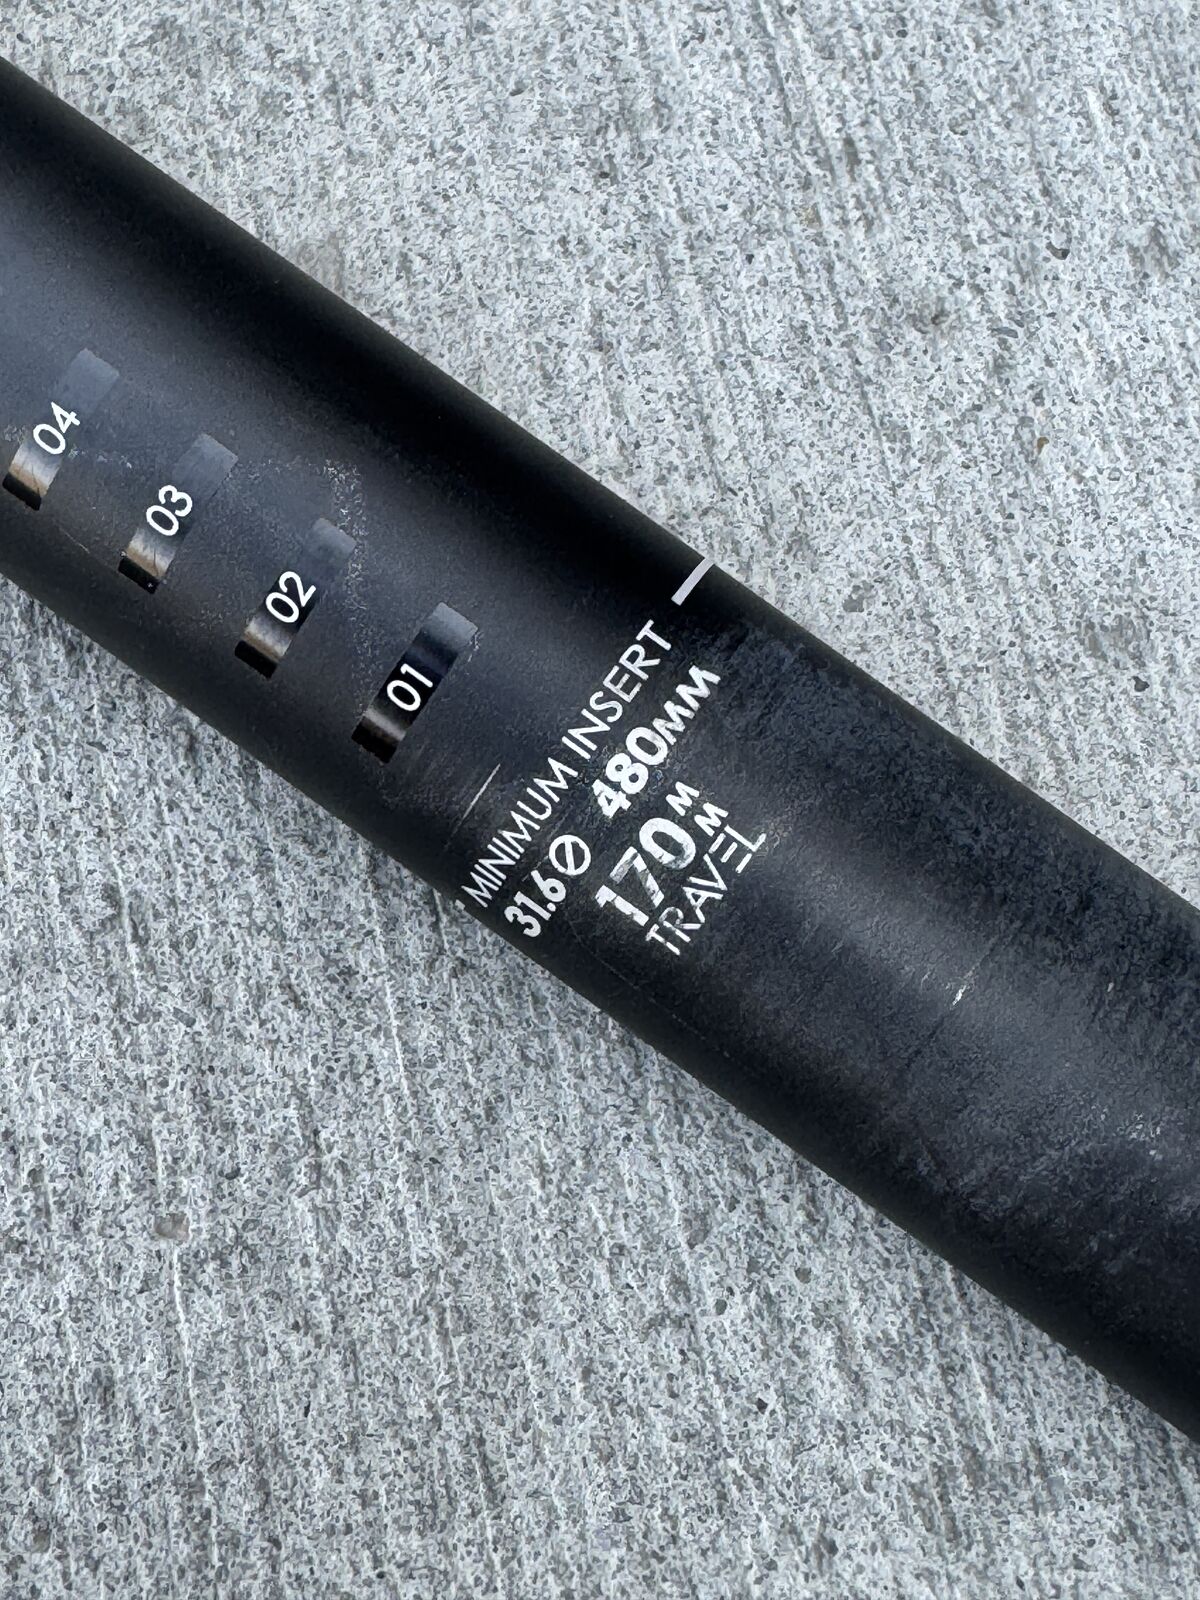 04
03
02
01
MINIMUM INSERT
31.6 ⌀ 480MM
170MM
TRAVEL